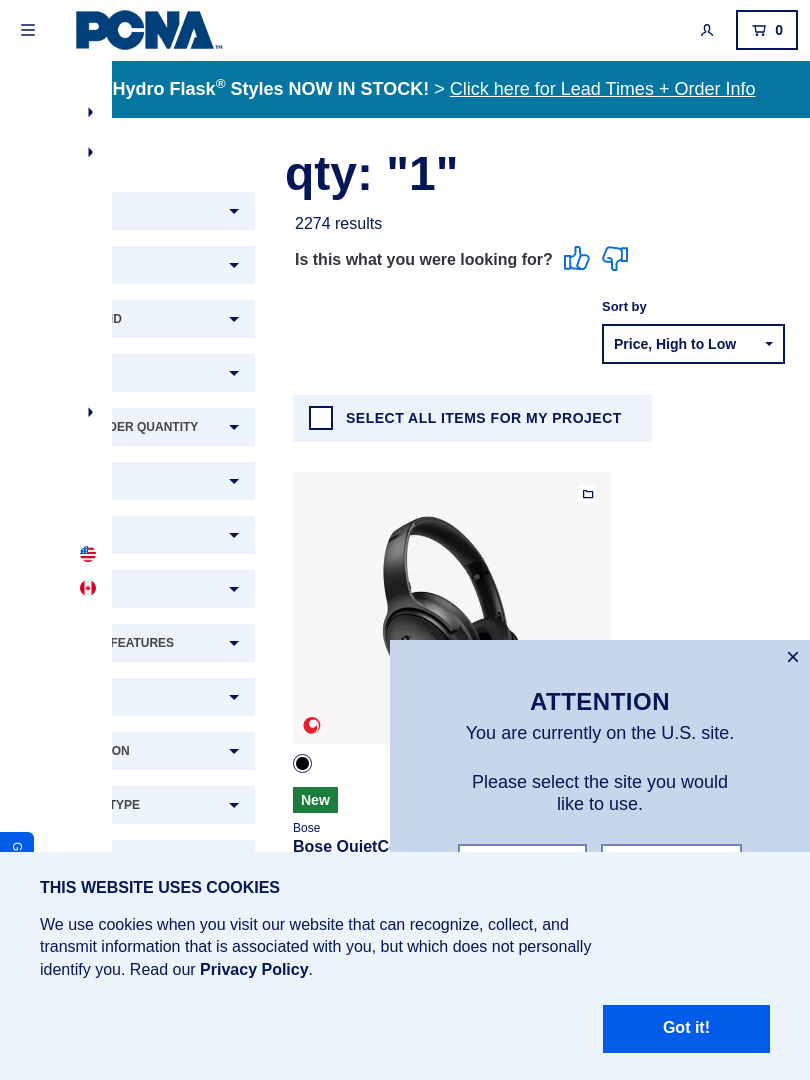 PCNA™
0
Hydro Flask® Styles NOW IN STOCK! > Click here for Lead Times + Order Info
qty: "1"
2274 results
Is this what you were looking for?
Sort by
Price, High to Low
QUANTITY
FEATURES
TYPE
SELECT ALL ITEMS FOR MY PROJECT
New
Bose
Bose
ATTENTION
You are currently on the U.S. site.
Please select the site you would
like to use.
THIS WEBSITE USES COOKIES
We use cookies when you visit our website that can recognize, collect, and
transmit information that is associated with you, but which does not personally
identify you. Read our Privacy Policy.
Got it!